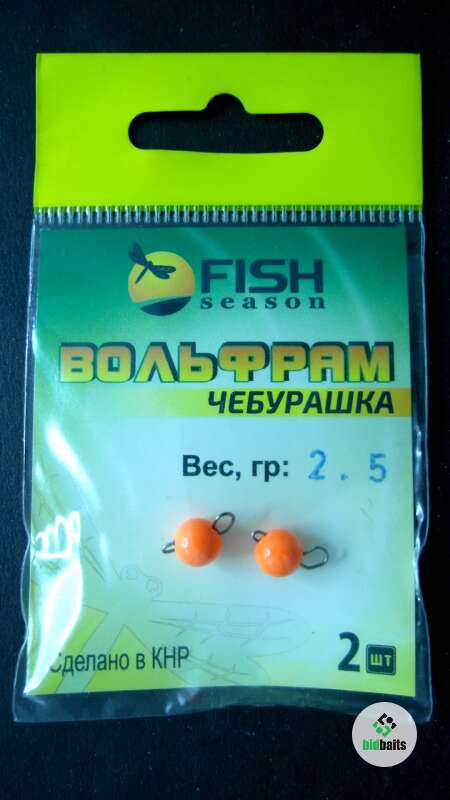 FISH
season
ВОЛЬФРАМ
ЧЕБУРАШКА
Вес, гр: 2.5
Сделано в КНР
2 шт
bidbaits